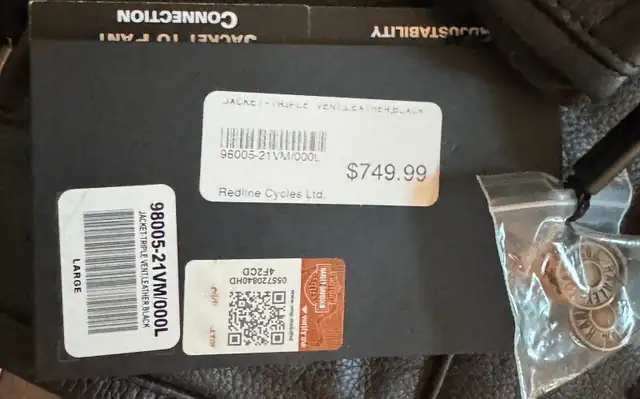 JACKET TO PANT
CONNECTION
ADJUSTABILITY
JACKET-TRIPLE VENT,LEATHER,BLACK
98005-21VM/000L
$749.99
Redline Cycles Ltd.
98005-21VM/000L
JACKET-TRIPLE VENT,LEATHER,BLACK
LARGE
055720840HD
4F2CD
HARLEY-DAVIDSON